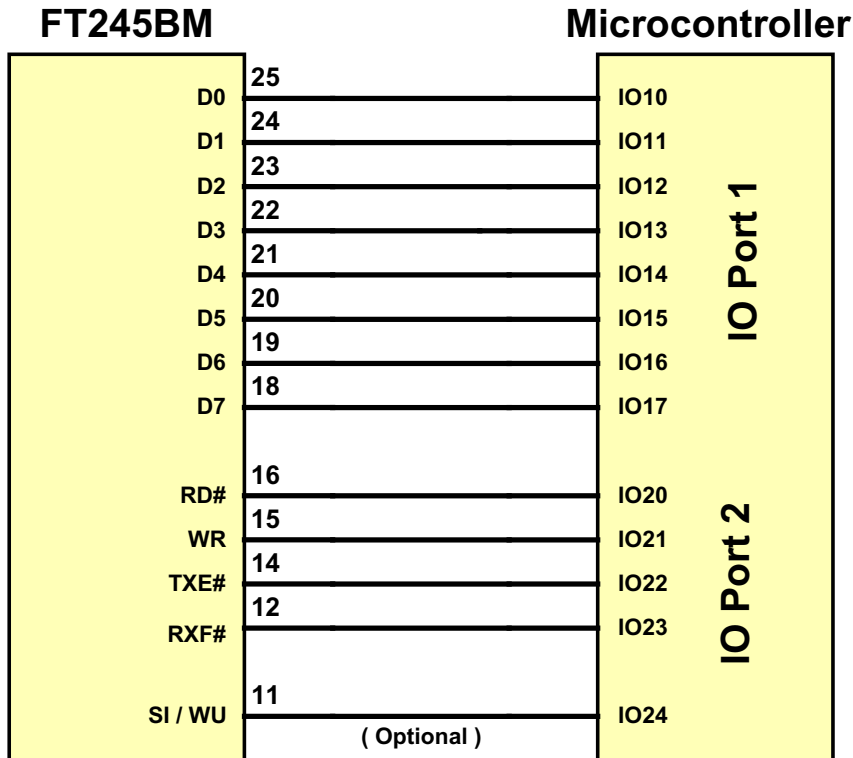 FT245BM Microcontroller
D0 25 IO10
D1 24 IO11
D2 23 IO12
D3 22 IO13
D4 21 IO14
D5 20 IO15
D6 19 IO16
D7 18 IO17
IO Port 1
RD# 16 IO20
WR 15 IO21
TXE# 14 IO22
RXF# 12 IO23
IO Port 2
SI / WU 11 IO24
( Optional )